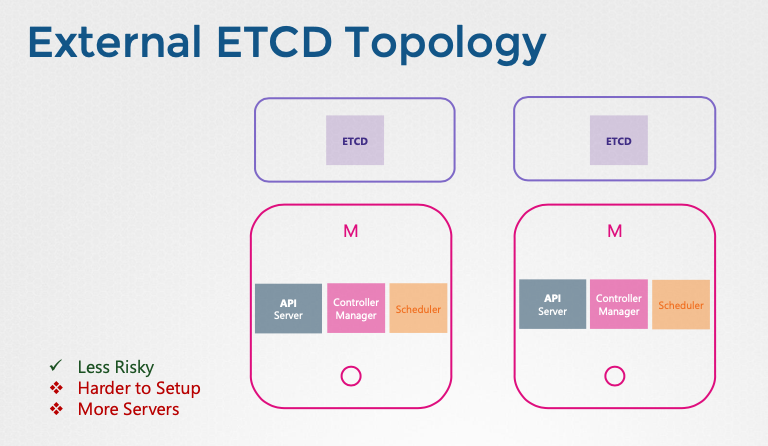 External ETCD Topology
ETCD
ETCD
M
M
API
Server
Controller
Manager
Scheduler
API
Server
Controller
Manager
Scheduler
✓ Less Risky
❖ Harder to Setup
❖ More Servers